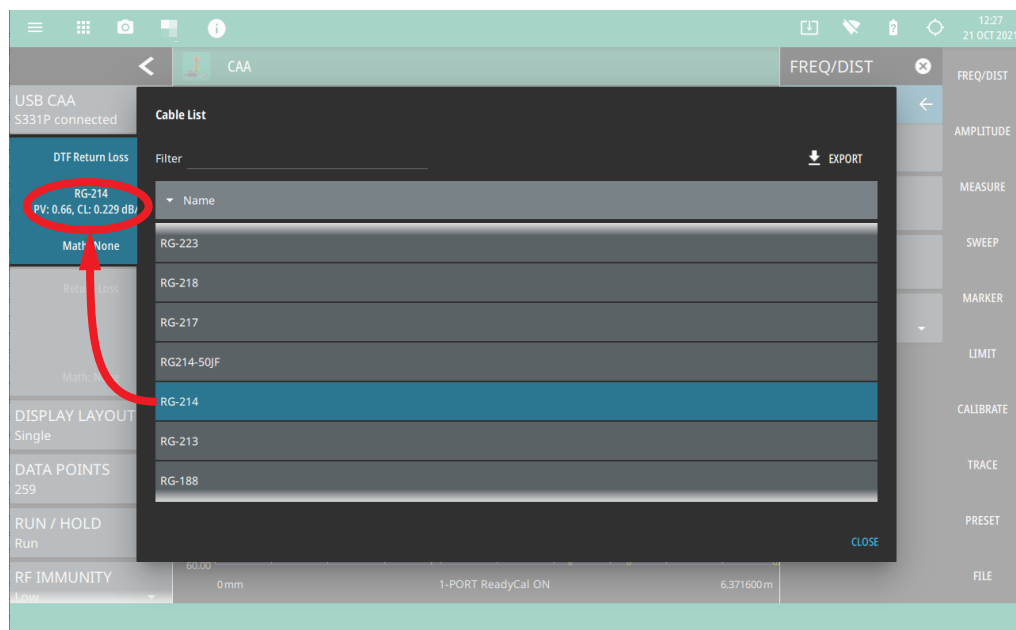 12:27
21 OCT 2021
CAA
FREQ/DIST
FREQ/DIST
USB CAA
S331P connected
AMPLITUDE
DTF Return Loss
RG-214
PV: 0.66, CL: 0.229 dB/
Math: None
Return Loss
Math: None
DISPLAY LAYOUT
Single
DATA POINTS
259
RUN / HOLD
Run
RF IMMUNITY
Low
Cable List
Filter
EXPORT
Name
RG-223
RG-218
RG-217
RG214-50JF
RG-214
RG-213
RG-188
CLOSE
60.00
0 mm
1-PORT ReadyCal ON
6.371600 m
MEASURE
SWEEP
MARKER
LIMIT
CALIBRATE
TRACE
PRESET
FILE